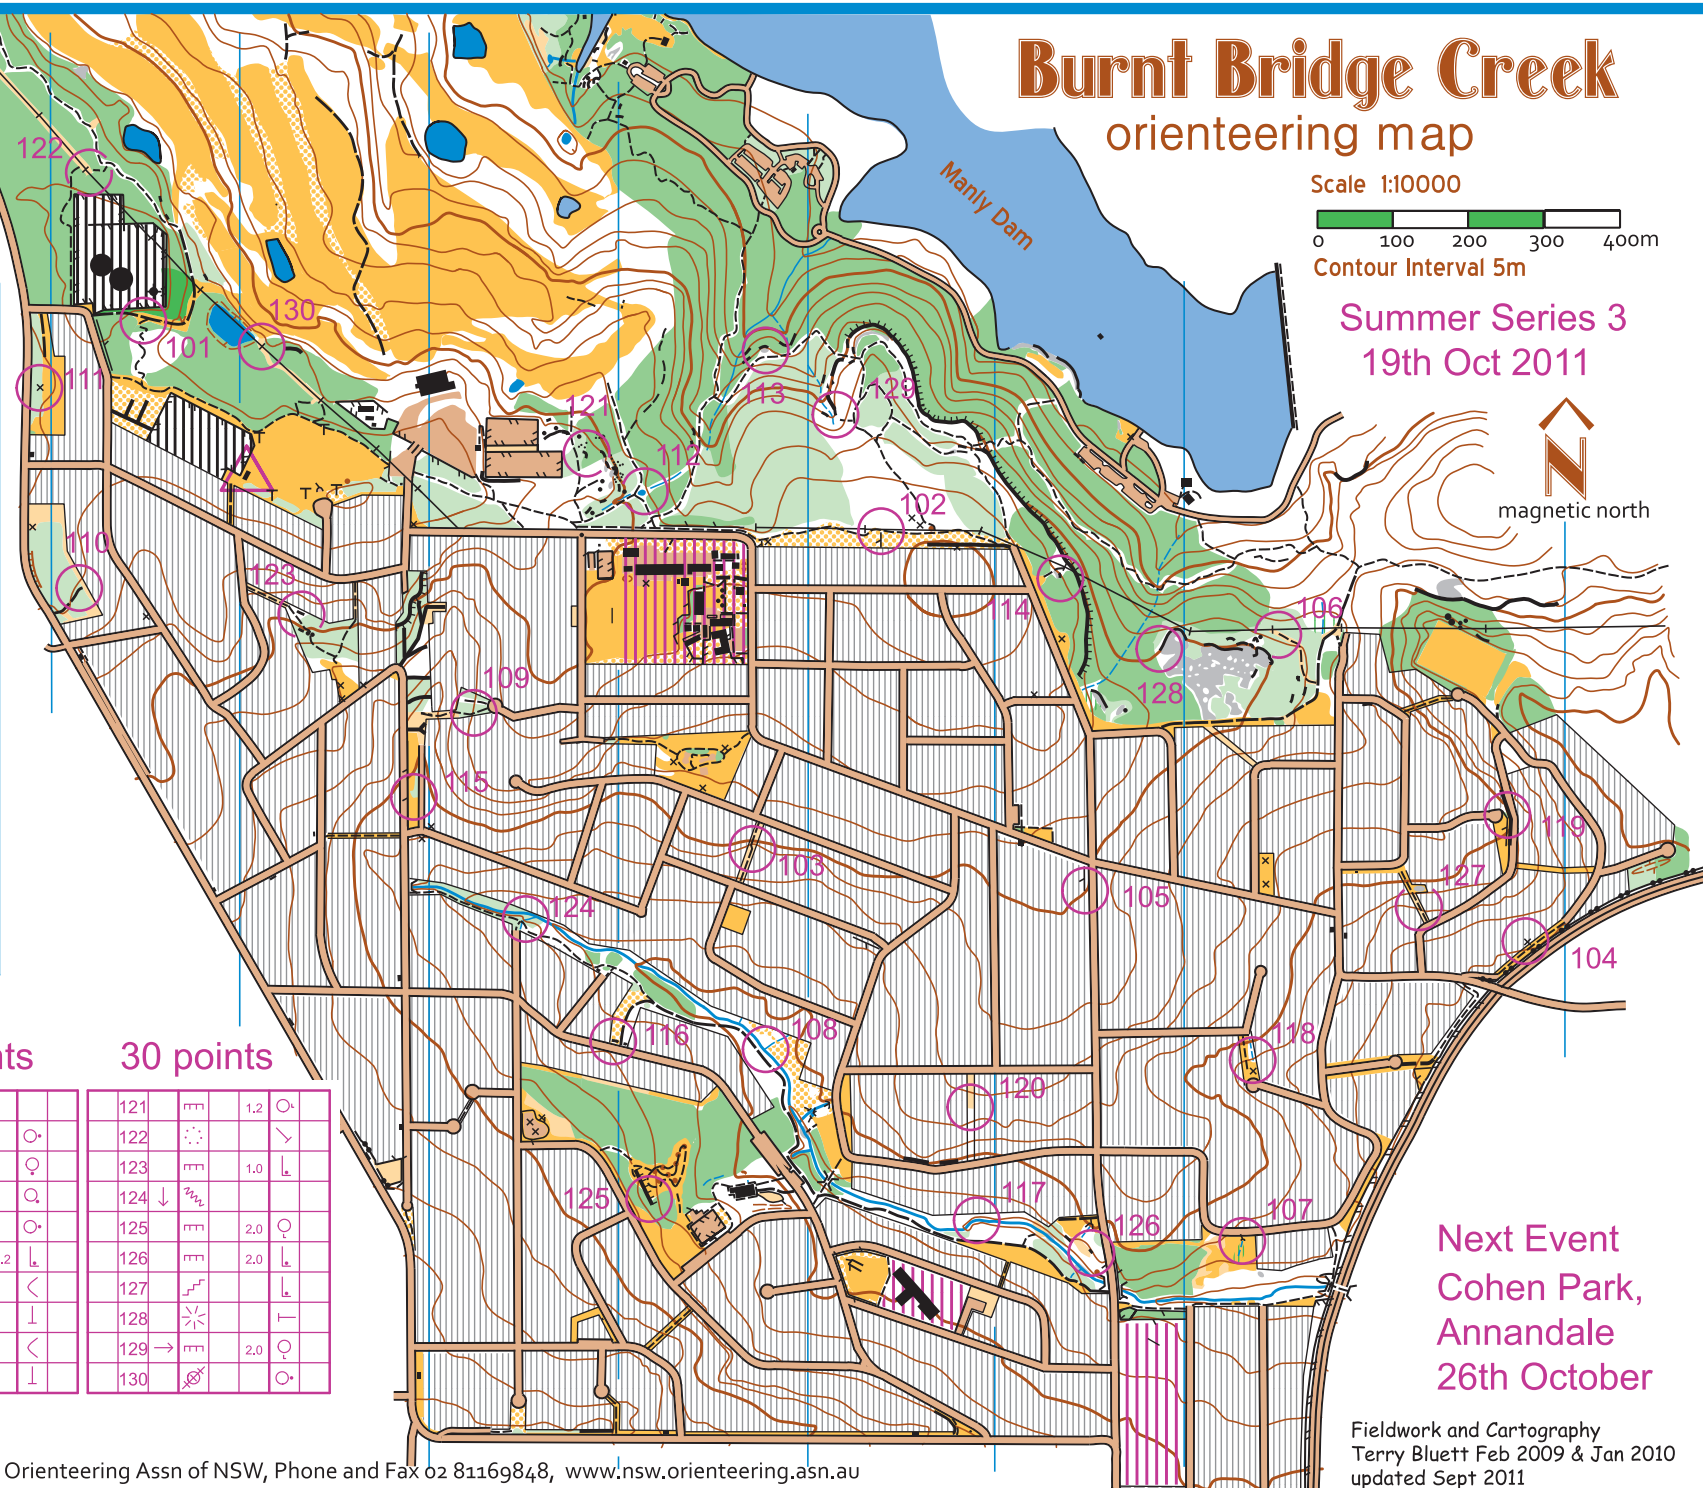 Burnt Bridge Creek
orienteering map
Scale 1:10000
0 100 200 300 400m
Contour Interval 5m
Summer Series 3
19th Oct 2011
N
magnetic north
Manly Dam
122
130
101
111
121
113
129
112
102
110
123
114
106
109
128
115
103
119
127
105
124
104
116
108
118
120
125
117
126
107
nts
30 points
121 1.2
122
123 1.0
124
125 2.0
.2
126 2.0
127
128
129 2.0
130
Next Event
Cohen Park,
Annandale
26th October
Fieldwork and Cartography
Terry Bluett Feb 2009 & Jan 2010
updated Sept 2011
Orienteering Assn of NSW, Phone and Fax 02 81169848, www.nsw.orienteering.asn.au